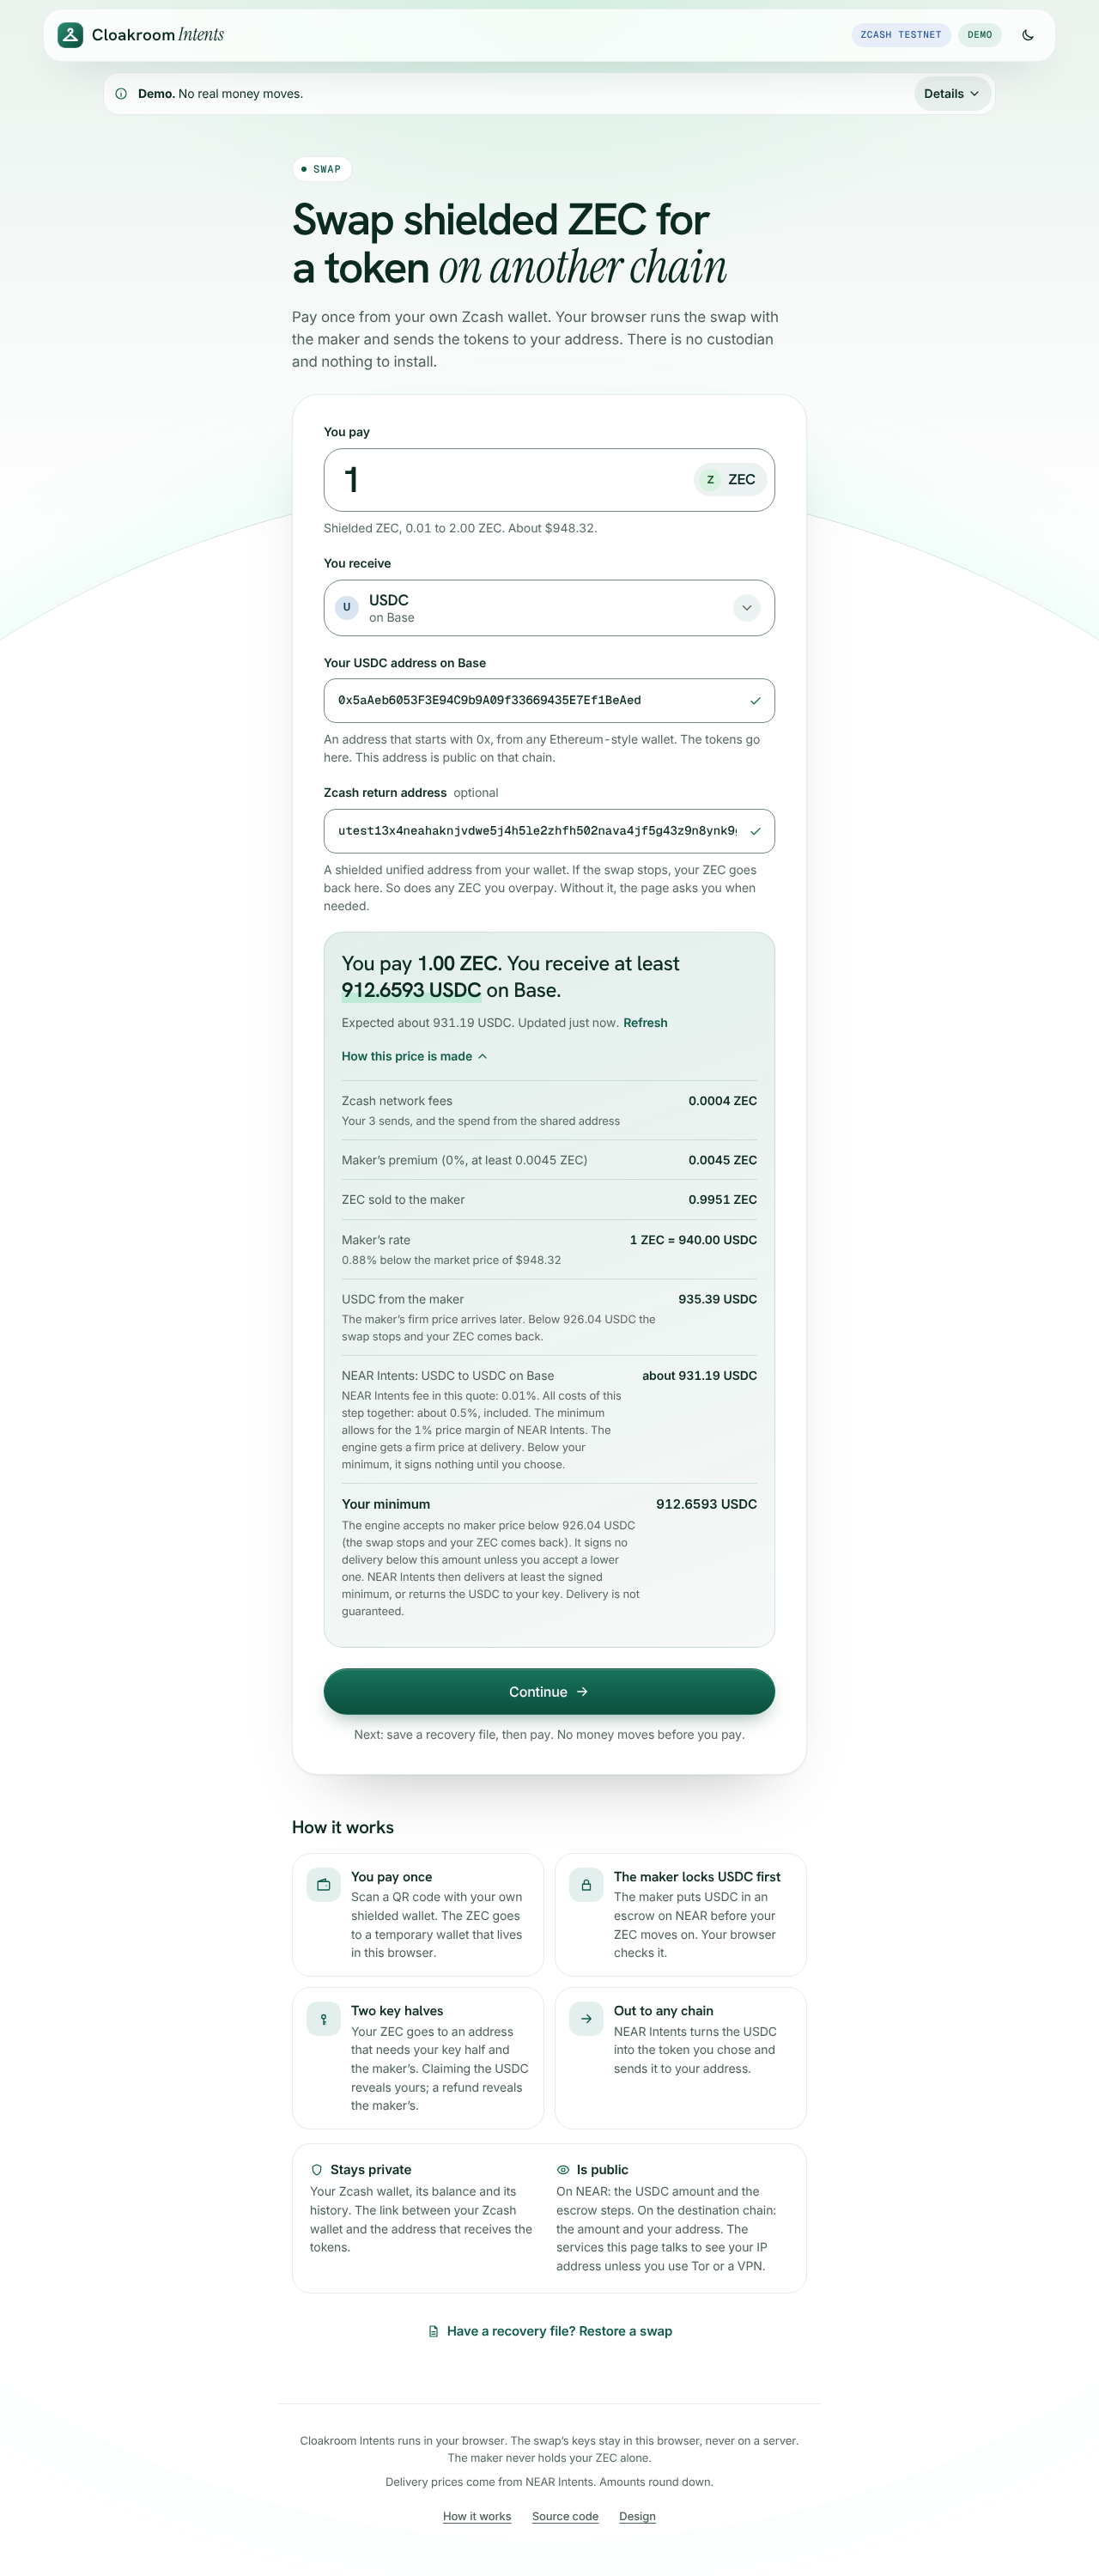 Cloakroom Intents
ZCASH TESTNET
DEMO
Demo. No real money moves.
Details
SWAP
Swap shielded ZEC for
a token on another chain
Pay once from your own Zcash wallet. Your browser runs the swap with
the maker and sends the tokens to your address. There is no custodian
and nothing to install.
You pay
1
Z ZEC
Shielded ZEC, 0.01 to 2.00 ZEC. About $948.32.
You receive
U
USDC
on Base
Your USDC address on Base
0x5aAeb6053F3E94C9b9A09f33669435E7Ef1BeAed
An address that starts with 0x, from any Ethereum-style wallet. The tokens go
here. This address is public on that chain.
Zcash return address optional
utest13x4neahaknjvdwe5j4h5le2zhfh502nava4jf5g43z9n8ynk9
A shielded unified address from your wallet. If the swap stops, your ZEC goes
back here. So does any ZEC you overpay. Without it, the page asks you when
needed.
You pay 1.00 ZEC. You receive at least
912.6593 USDC on Base.
Expected about 931.19 USDC. Updated just now. Refresh
How this price is made
Zcash network fees 0.0004 ZEC
Your 3 sends, and the spend from the shared address
Maker’s premium (0%, at least 0.0045 ZEC) 0.0045 ZEC
ZEC sold to the maker 0.9951 ZEC
Maker’s rate 1 ZEC = 940.00 USDC
0.88% below the market price of $948.32
USDC from the maker 935.39 USDC
The maker’s firm price arrives later. Below 926.04 USDC the
swap stops and your ZEC comes back.
NEAR Intents: USDC to USDC on Base about 931.19 USDC
NEAR Intents fee in this quote: 0.01%. All costs of this
step together: about 0.5%, included. The minimum
allows for the 1% price margin of NEAR Intents. The
engine gets a firm price at delivery. Below your
minimum, it signs nothing until you choose.
Your minimum 912.6593 USDC
The engine accepts no maker price below 926.04 USDC
(the swap stops and your ZEC comes back). It signs no
delivery below this amount unless you accept a lower
one. NEAR Intents then delivers at least the signed
minimum, or returns the USDC to your key. Delivery is not
guaranteed.
Continue
Next: save a recovery file, then pay. No money moves before you pay.
How it works
You pay once
Scan a QR code with your own
shielded wallet. The ZEC goes
to a temporary wallet that lives
in this browser.
The maker locks USDC first
The maker puts USDC in an
escrow on NEAR before your
ZEC moves on. Your browser
checks it.
Two key halves
Your ZEC goes to an address
that needs your key half and
the maker’s. Claiming the USDC
reveals yours; a refund reveals
the maker’s.
Out to any chain
NEAR Intents turns the USDC
into the token you chose and
sends it to your address.
Stays private
Your Zcash wallet, its balance and its
history. The link between your Zcash
wallet and the address that receives the
tokens.
Is public
On NEAR: the USDC amount and the
escrow steps. On the destination chain:
the amount and your address. The
services this page talks to see your IP
address unless you use Tor or a VPN.
Have a recovery file? Restore a swap
Cloakroom Intents runs in your browser. The swap’s keys stay in this browser, never on a server.
The maker never holds your ZEC alone.
Delivery prices come from NEAR Intents. Amounts round down.
How it works Source code Design